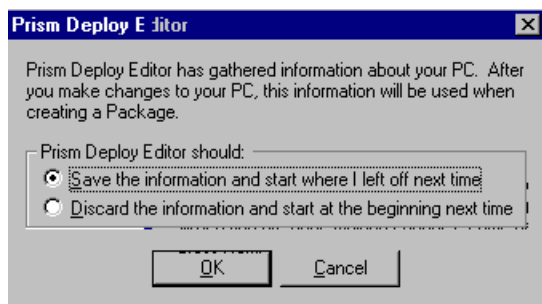 Prism Deploy Editor
Prism Deploy Editor has gathered information about your PC. After
you make changes to your PC, this information will be used when
creating a Package.
Prism Deploy Editor should:
Save the information and start where I left off next time
Discard the information and start at the beginning next time
OK
Cancel